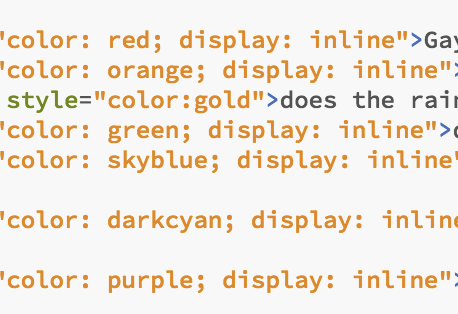 "color: red; display: inline">Gay
"color: orange; display: inline">
style="color:gold">does the rain
"color: green; display: inline">
"color: skyblue; display: inline"
"color: darkcyan; display: inline
"color: purple; display: inline">